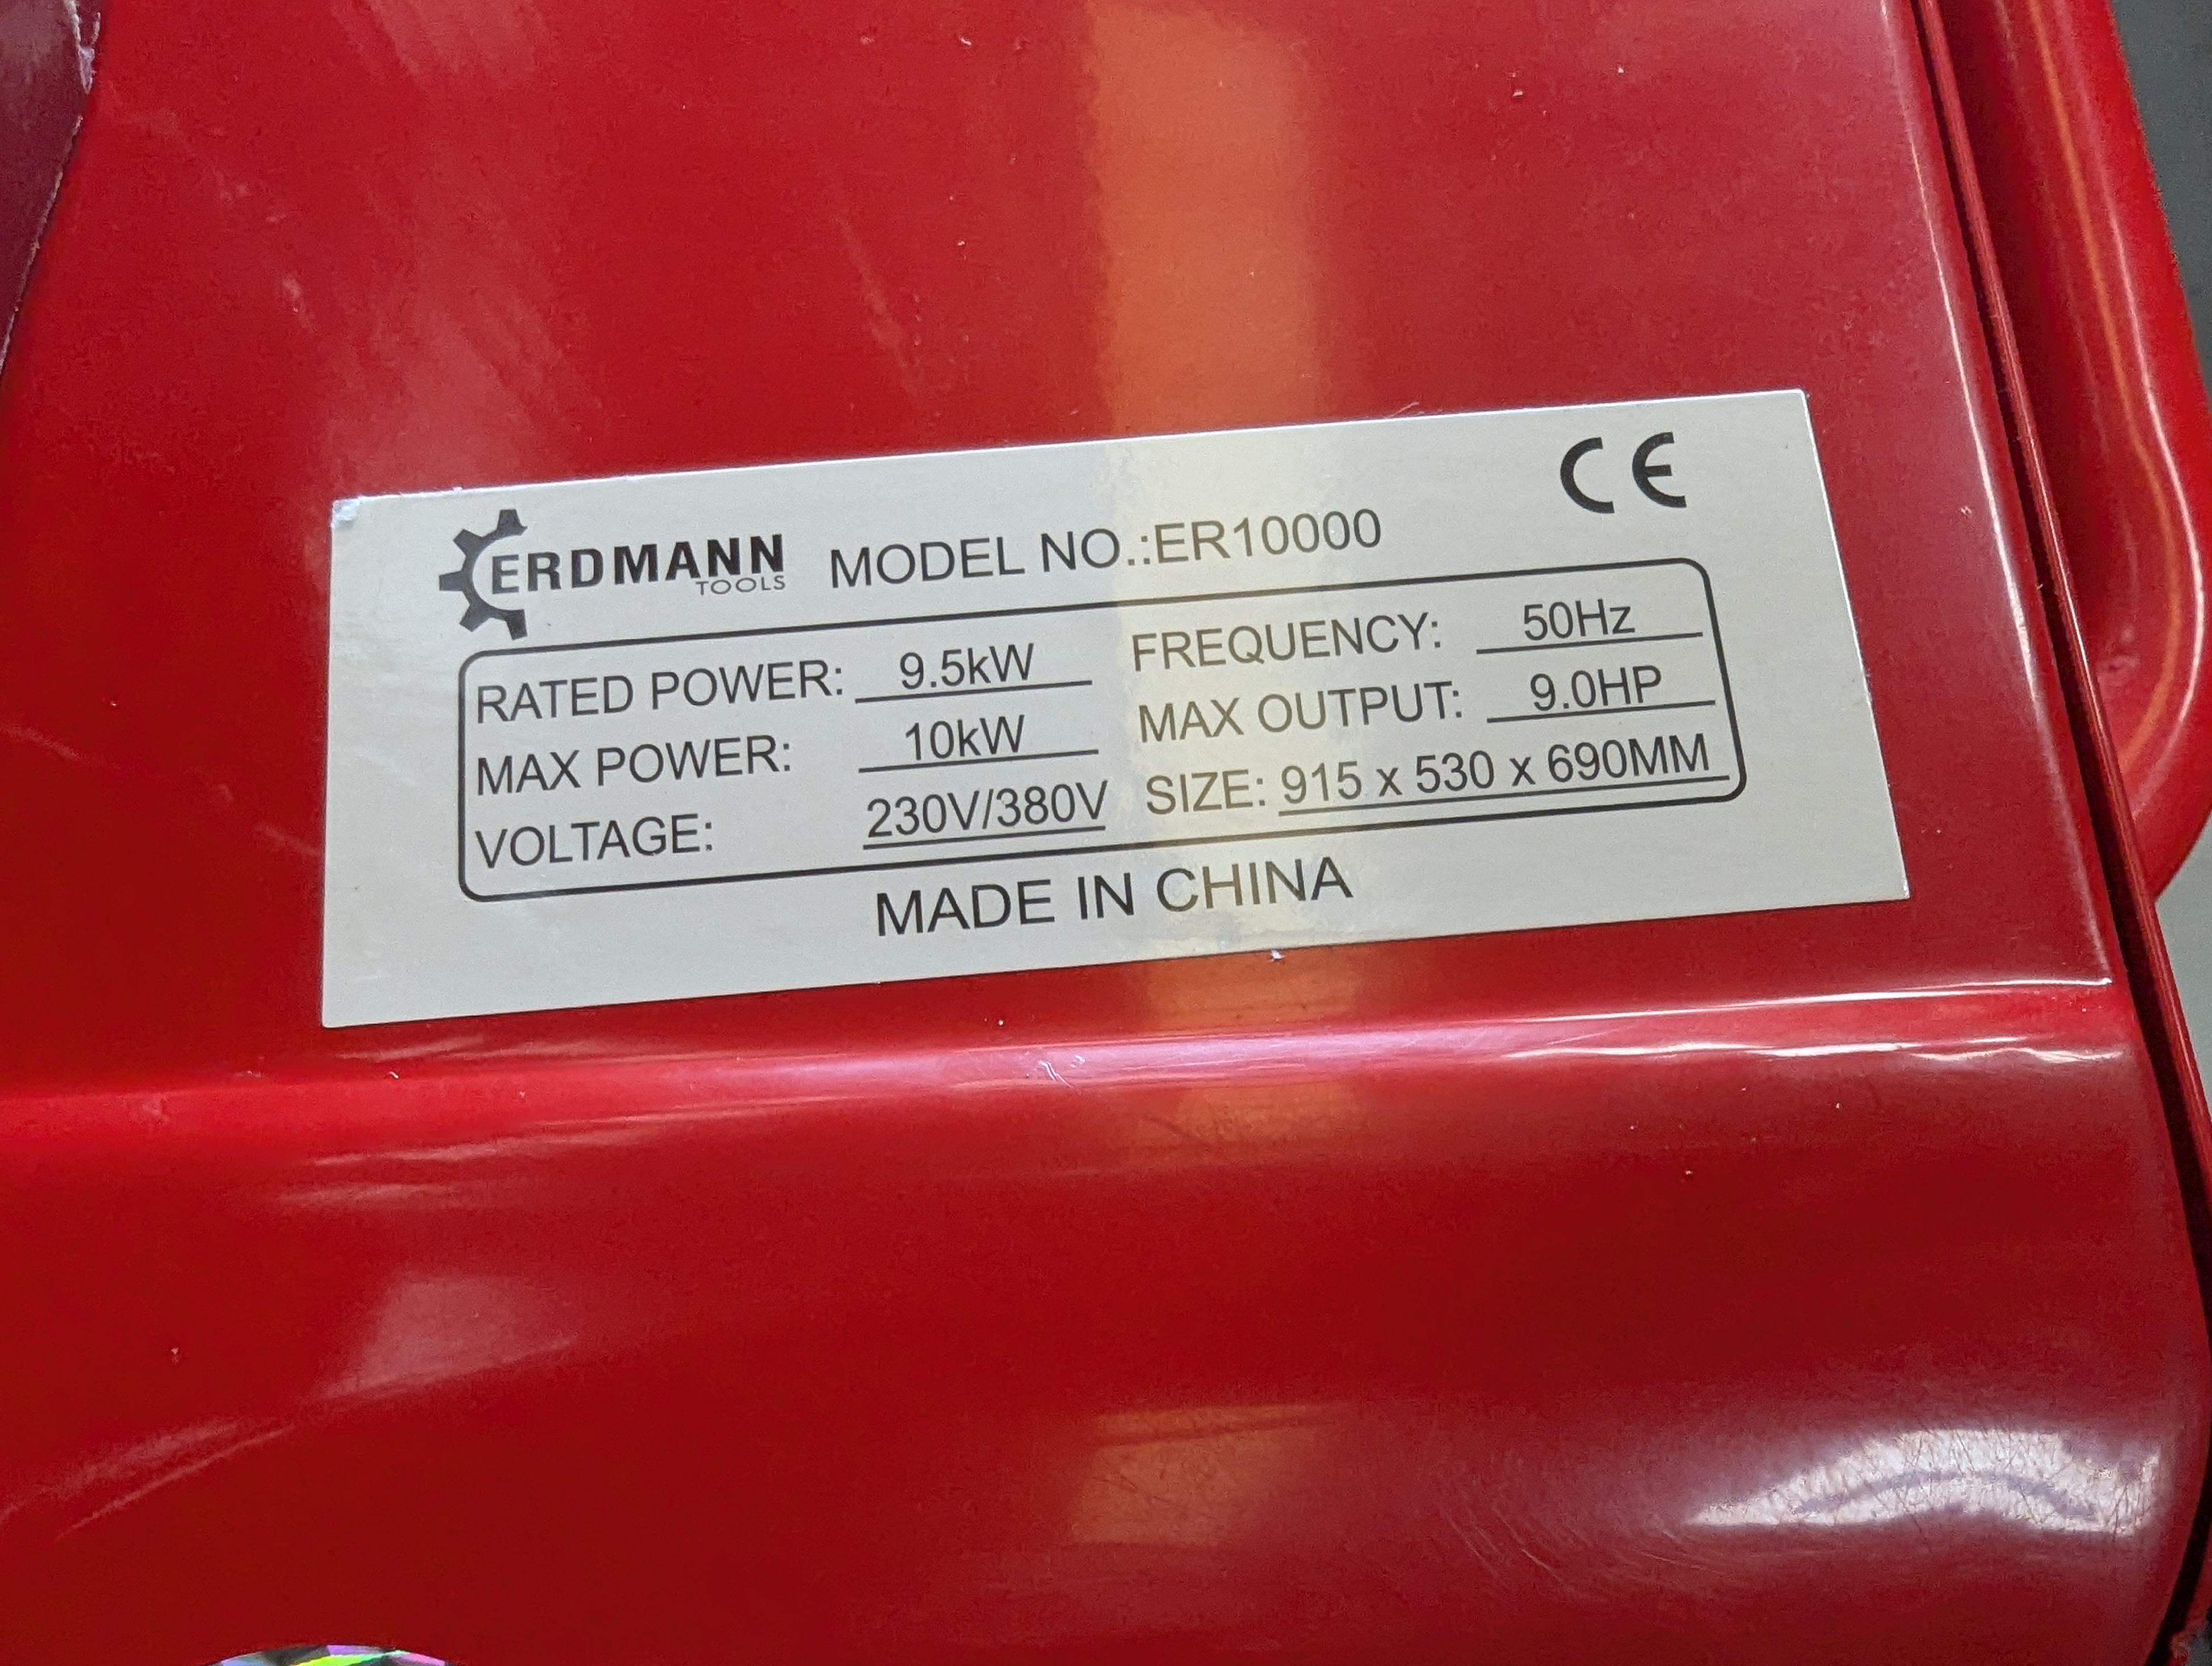 ERDMANN
TOOLS
MODEL NO.:ER10000
CE
RATED POWER: 9.5kW
FREQUENCY: 50Hz
MAX POWER: 10kW
MAX OUTPUT: 9.0HP
VOLTAGE: 230V/380V
SIZE: 915 x 530 x 690MM
MADE IN CHINA